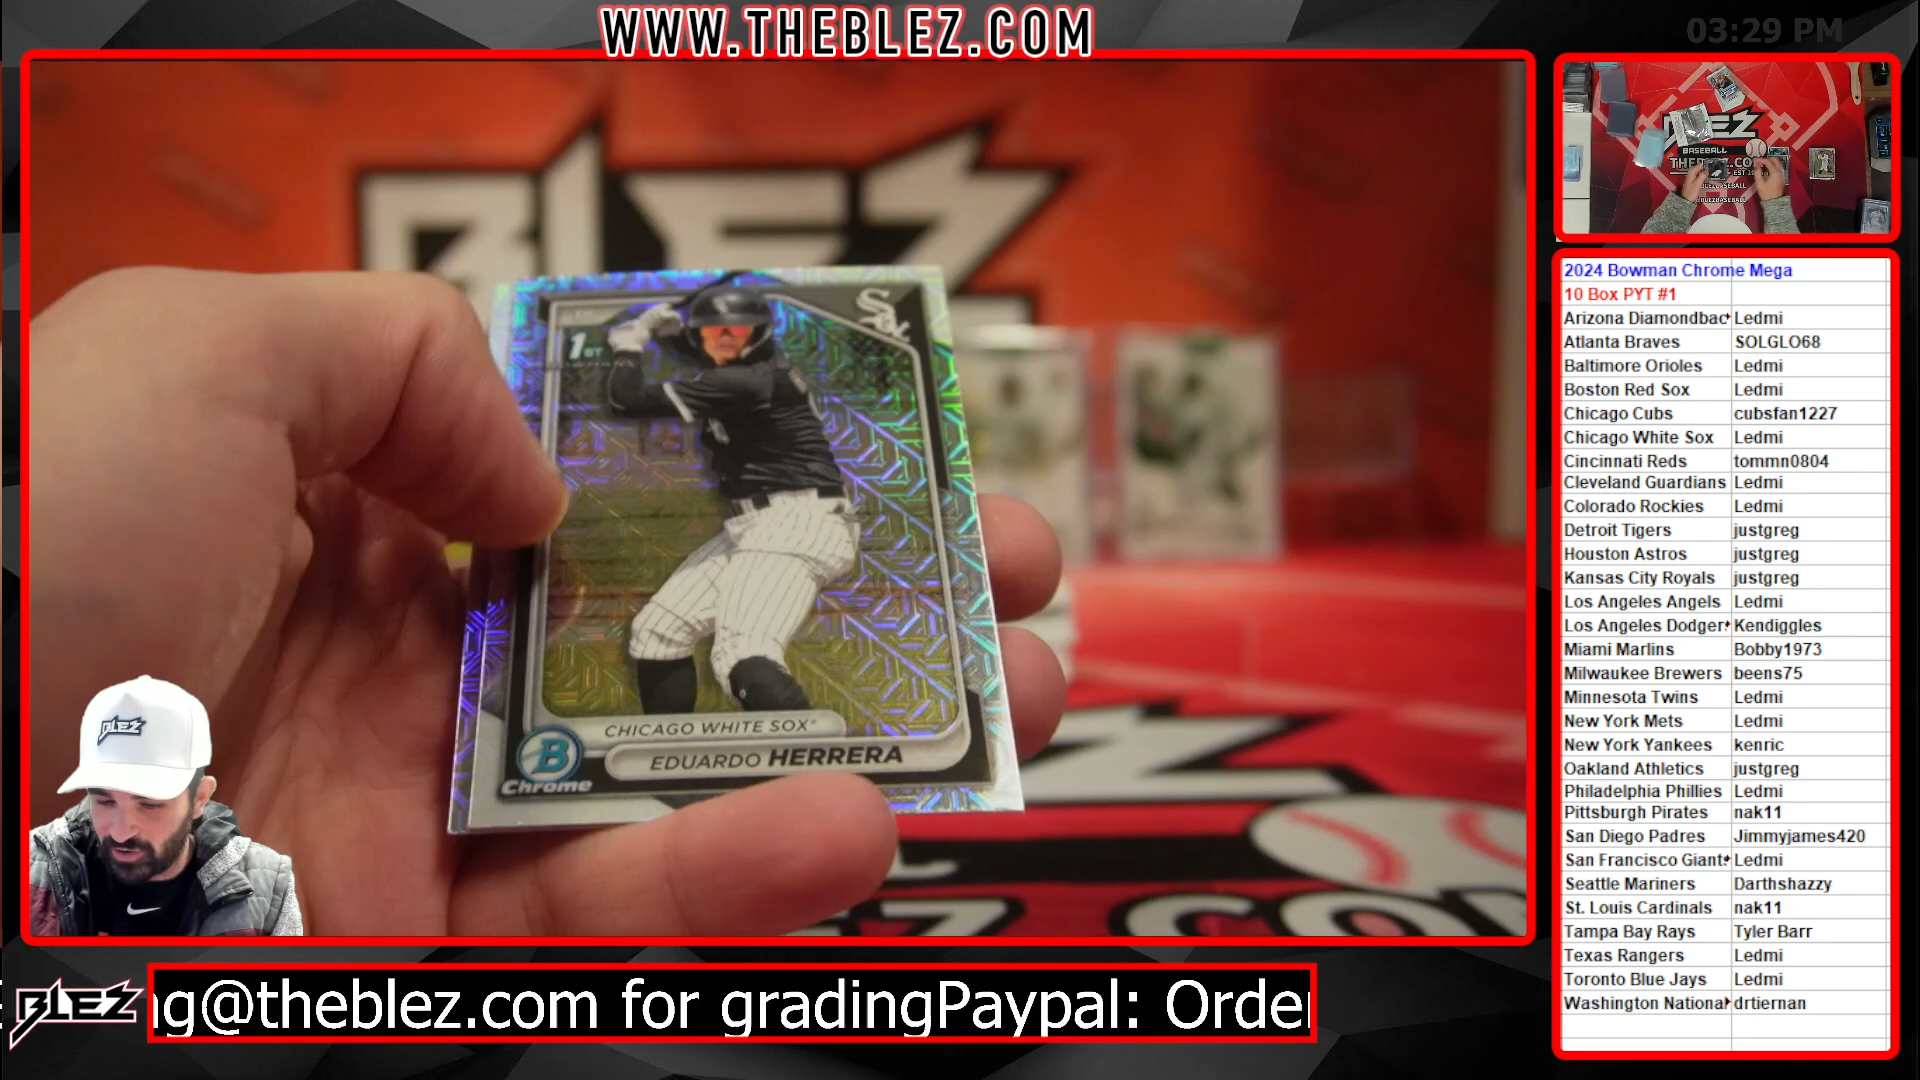 WWW.THEBLEZ.COM
03:29 PM
BLEZ
1ST
CHICAGO WHITE SOX
EDUARDO HERRERA
B
Chrome
BLEZ
BASEBALL
2024 Bowman Chrome Mega
10 Box PYT #1
Arizona Diamondbac Ledmi
Atlanta Braves SOLGLO68
Baltimore Orioles Ledmi
Boston Red Sox Ledmi
Chicago Cubs cubsfan1227
Chicago White Sox Ledmi
Cincinnati Reds tommn0804
Cleveland Guardians Ledmi
Colorado Rockies Ledmi
Detroit Tigers justgreg
Houston Astros justgreg
Kansas City Royals justgreg
Los Angeles Angels Ledmi
Los Angeles Dodger Kendiggles
Miami Marlins Bobby1973
Milwaukee Brewers beens75
Minnesota Twins Ledmi
New York Mets Ledmi
New York Yankees kenric
Oakland Athletics justgreg
Philadelphia Phillies Ledmi
Pittsburgh Pirates nak11
San Diego Padres Jimmyjames420
San Francisco Giant Ledmi
Seattle Mariners Darthshazzy
St. Louis Cardinals nak11
Tampa Bay Rays Tyler Barr
Texas Rangers Ledmi
Toronto Blue Jays Ledmi
Washington National drtiernan
BLEZ
BLEZ
ng@theblez.com for gradingPaypal: Order